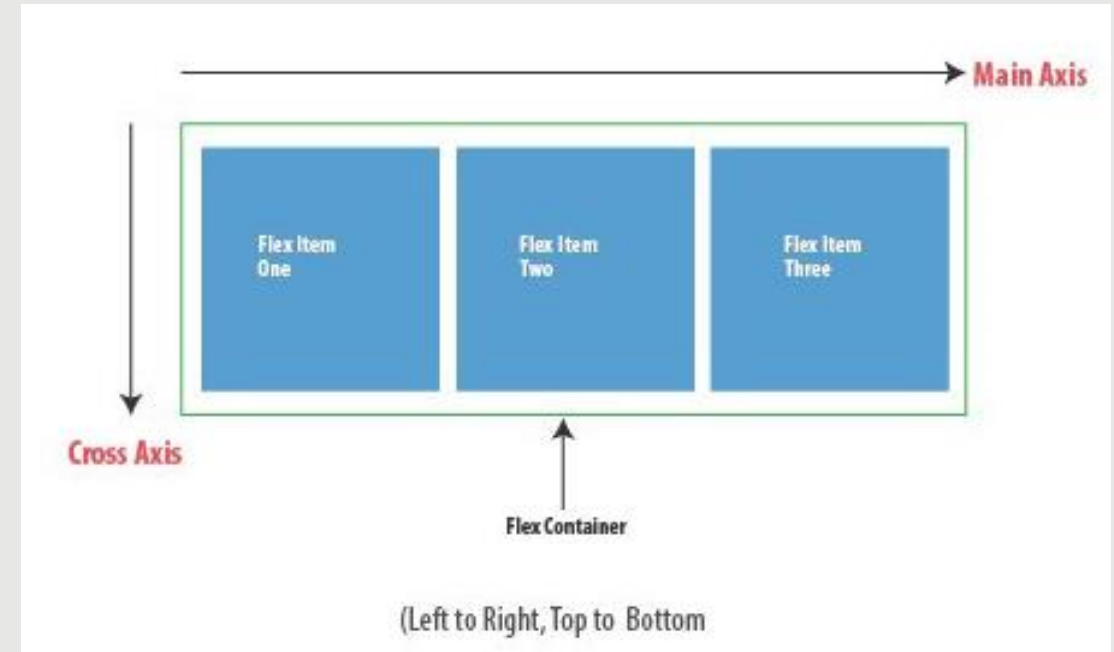 Main Axis
Flex Item
One
Flex Item
Two
Flex Item
Three
Cross Axis
Flex Container
(Left to Right, Top to Bottom